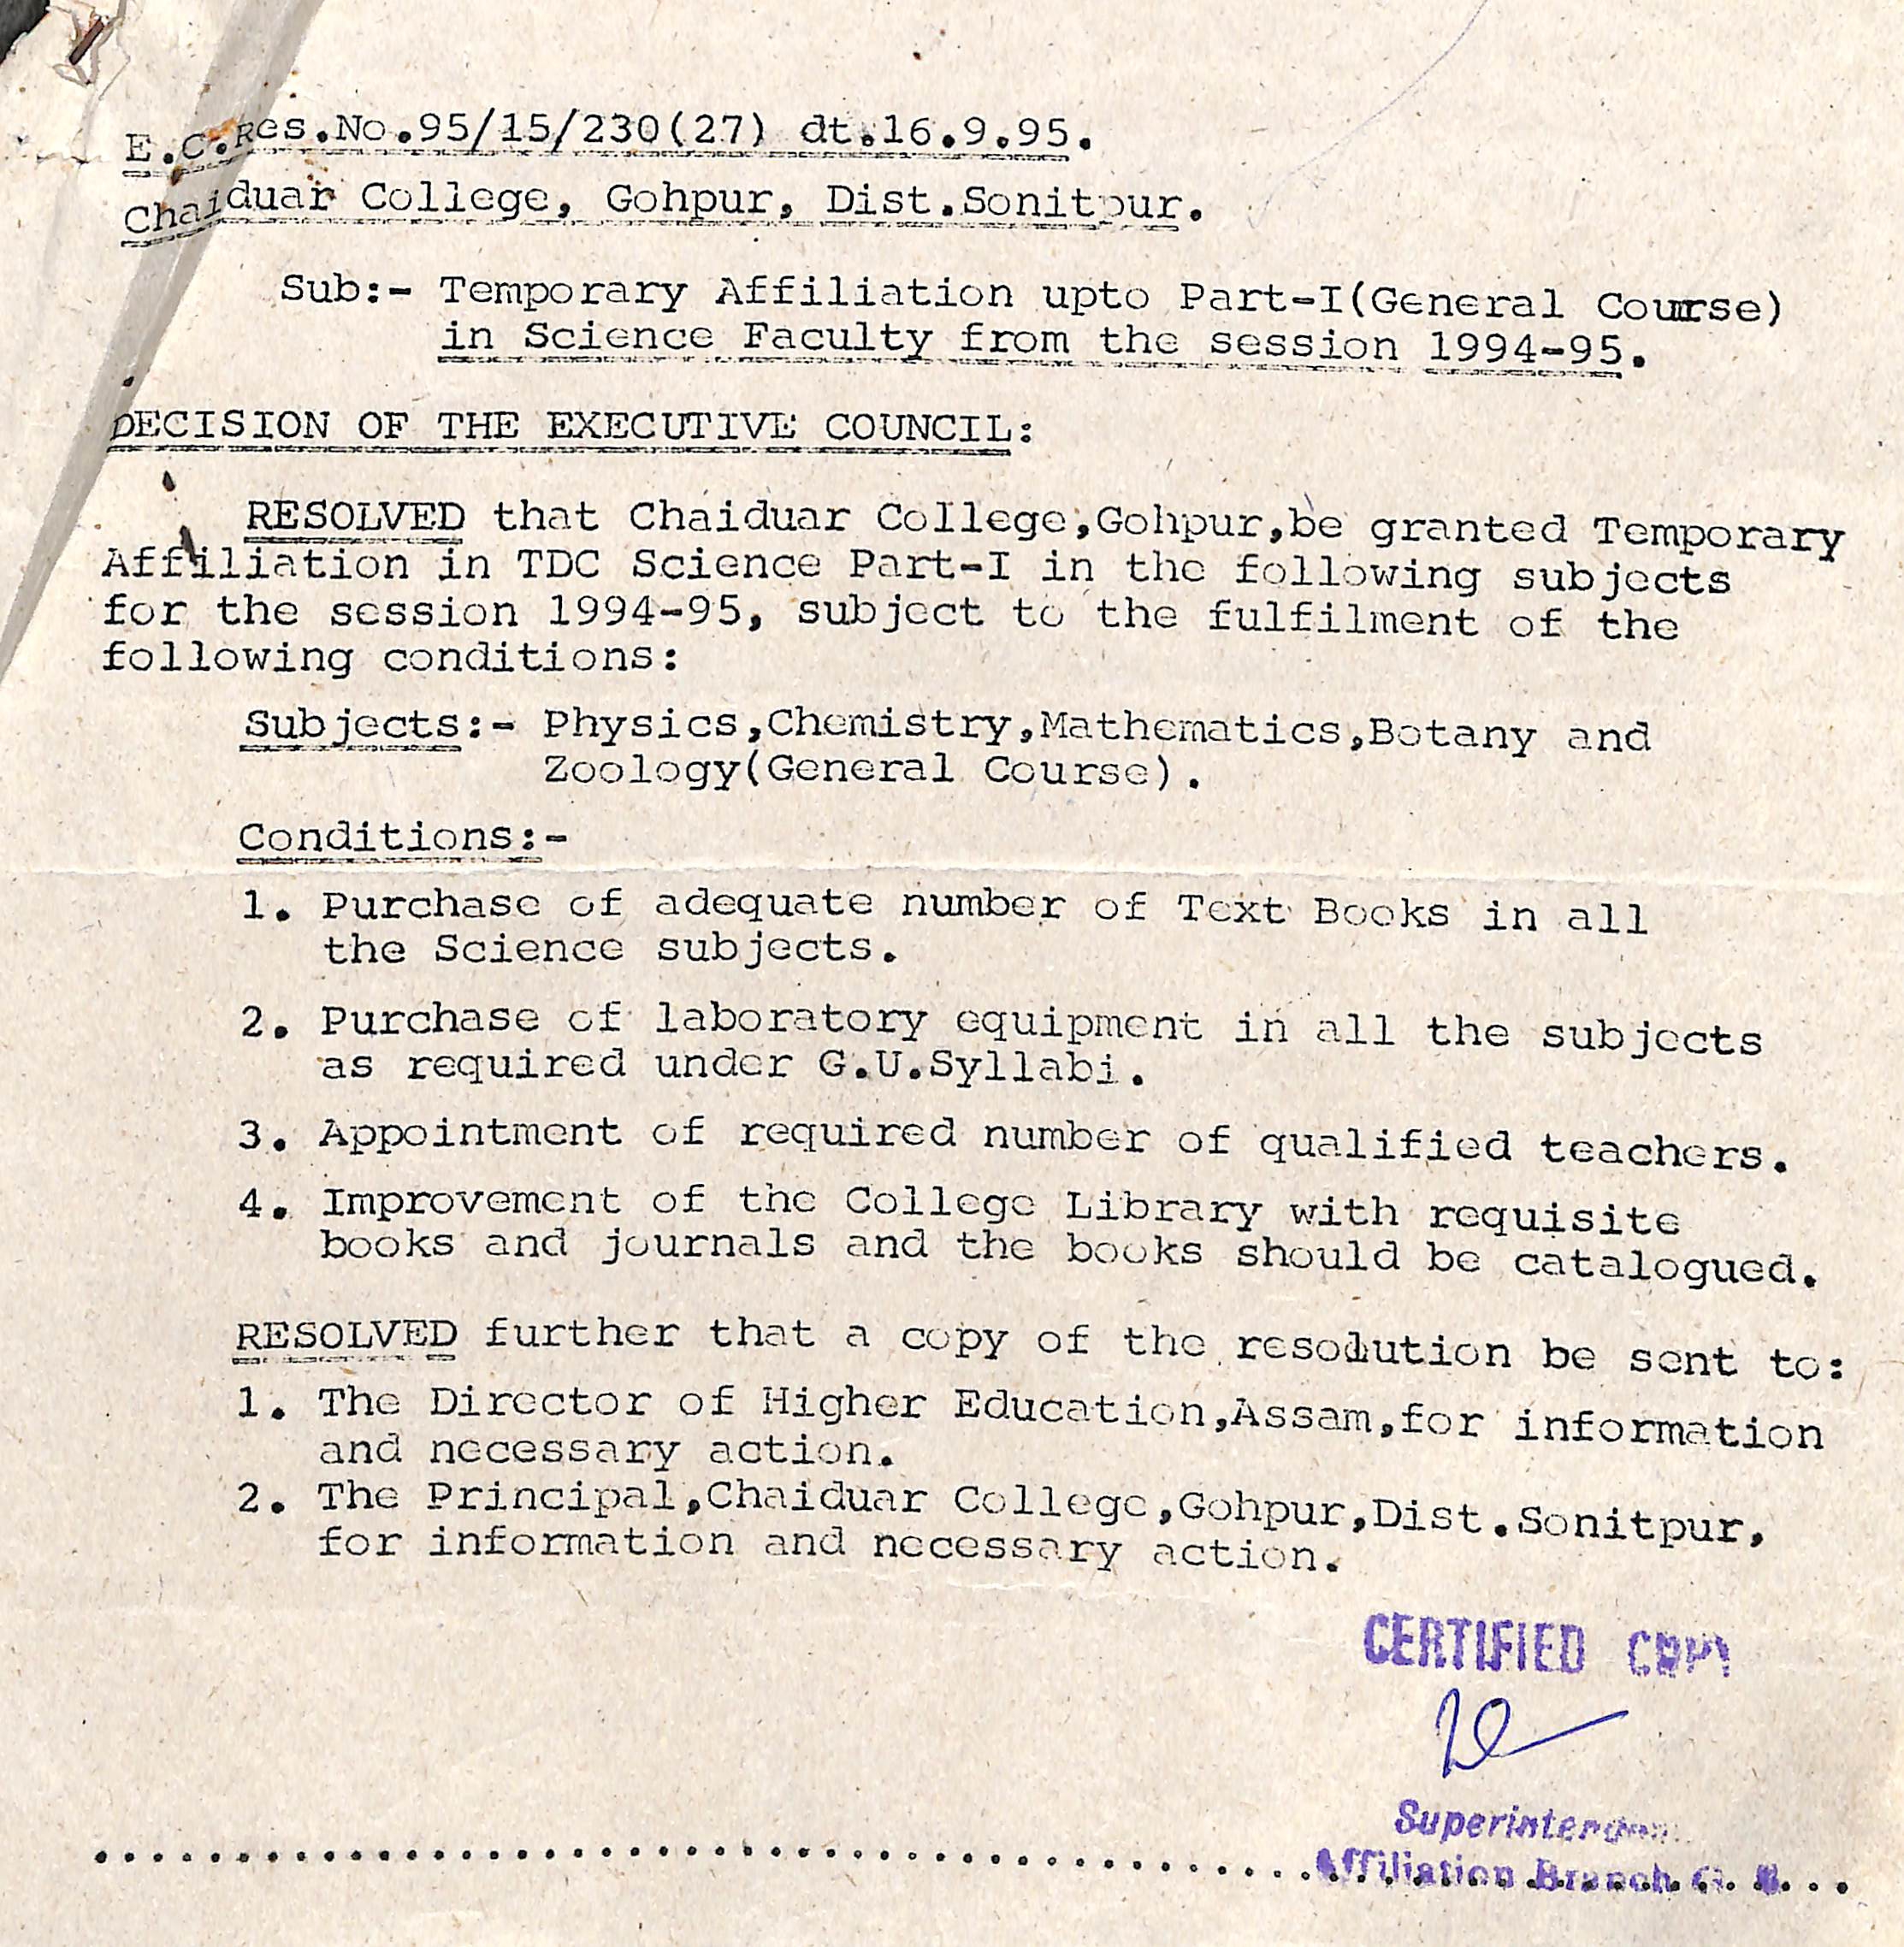 E.C.Res.No.95/15/230(27) dt.16.9.95.
Chaiduar College, Gohpur, Dist.Sonitpur.
Sub:- Temporary Affiliation upto Part-I(General Course)
in Science Faculty from the session 1994-95.
DECISION OF THE EXECUTIVE COUNCIL:
RESOLVED that Chaiduar College,Gohpur,be granted Temporary
Affiliation in TDC Science Part-I in the following subjects
for the session 1994-95, subject to the fulfilment of the
following conditions:
Subjects:- Physics,Chemistry,Mathematics,Botany and
Zoology(General Course).
Conditions:-
1. Purchase of adequate number of Text Books in all
the Science subjects.
2. Purchase of laboratory equipment in all the subjects
as required under G.U.Syllabi.
3. Appointment of required number of qualified teachers.
4. Improvement of the College Library with requisite
books and journals and the books should be catalogued.
RESOLVED further that a copy of the resolution be sent to:
1. The Director of Higher Education,Assam,for information
and necessary action.
2. The Principal,Chaiduar College,Gohpur,Dist.Sonitpur,
for information and necessary action.
CERTIFIED COPY
Superintendent
Affiliation Branch G. U.